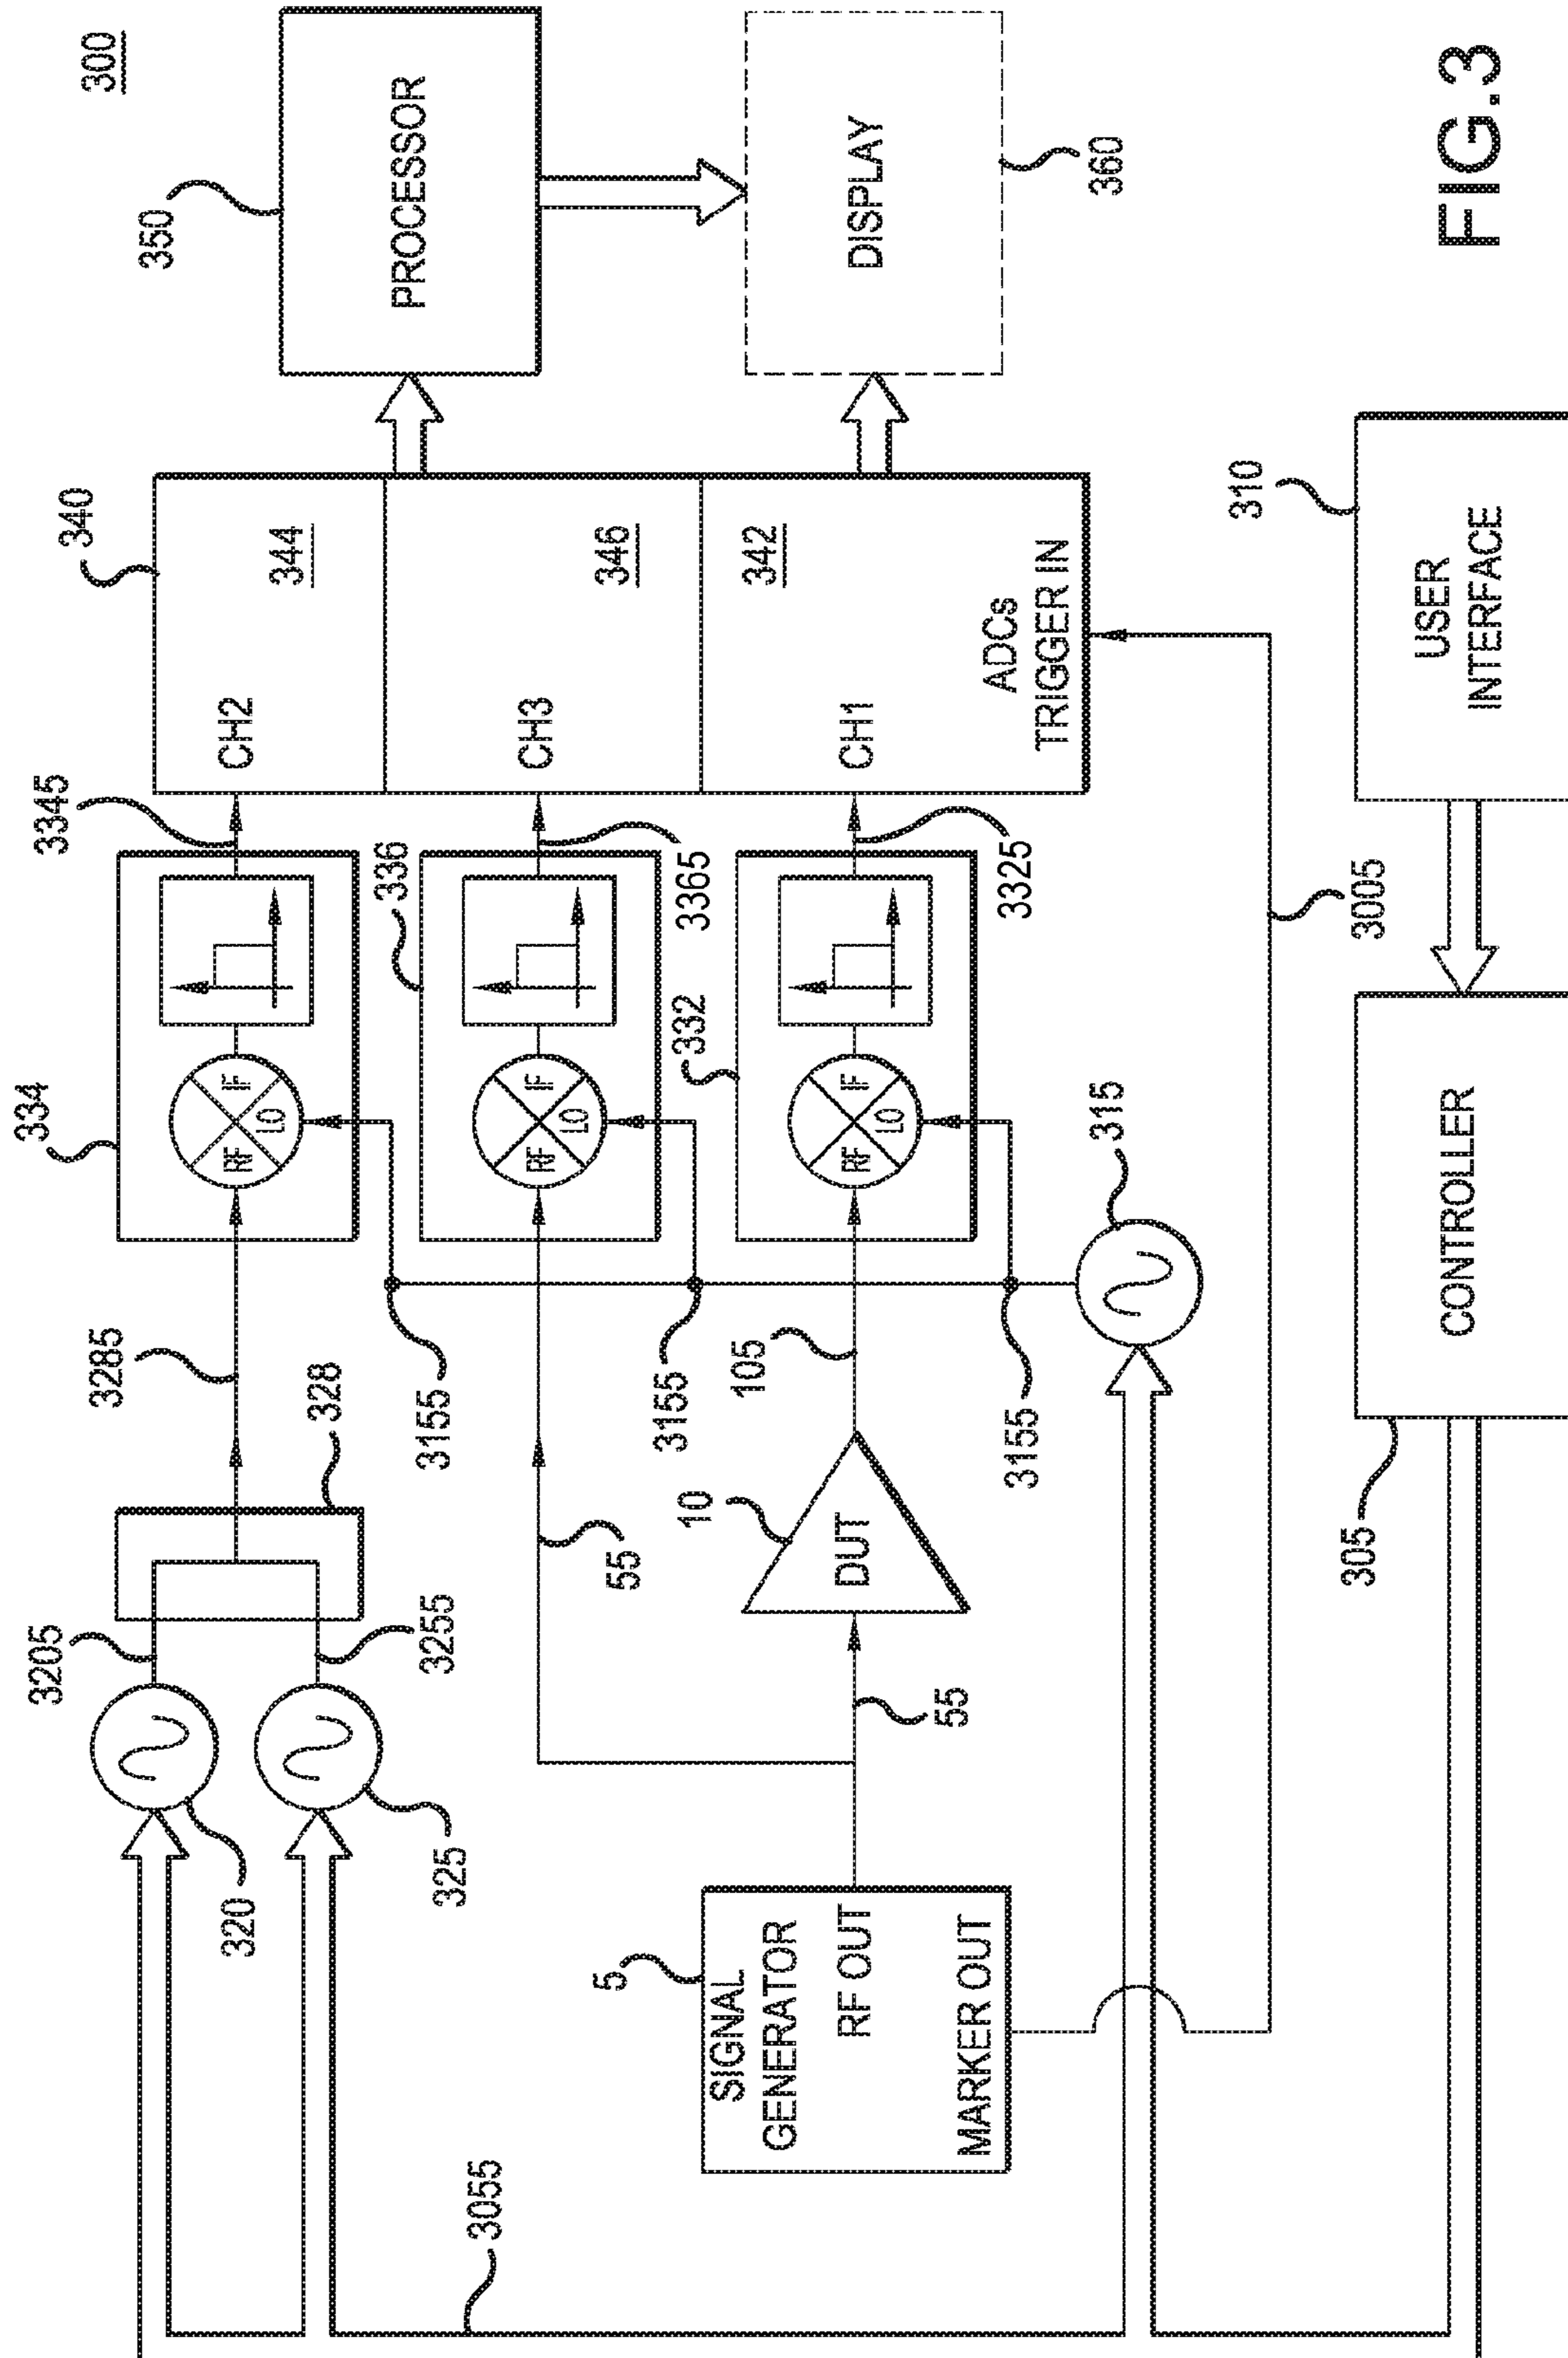 300
350
PROCESSOR
DISPLAY
360
340
344
346
342
CH2
CH3
CH1
ADCs
TRIGGER IN
3345
3365
3325
3005
334
336
332
RF
IF
LO
RF
IF
LO
RF
IF
LO
315
3285
328
3155
3155
3155
105
55
10
DUT
55
3205
3255
320
325
5
SIGNAL
GENERATOR
RF OUT
MARKER OUT
3055
310
USER
INTERFACE
CONTROLLER
305
FIG.3